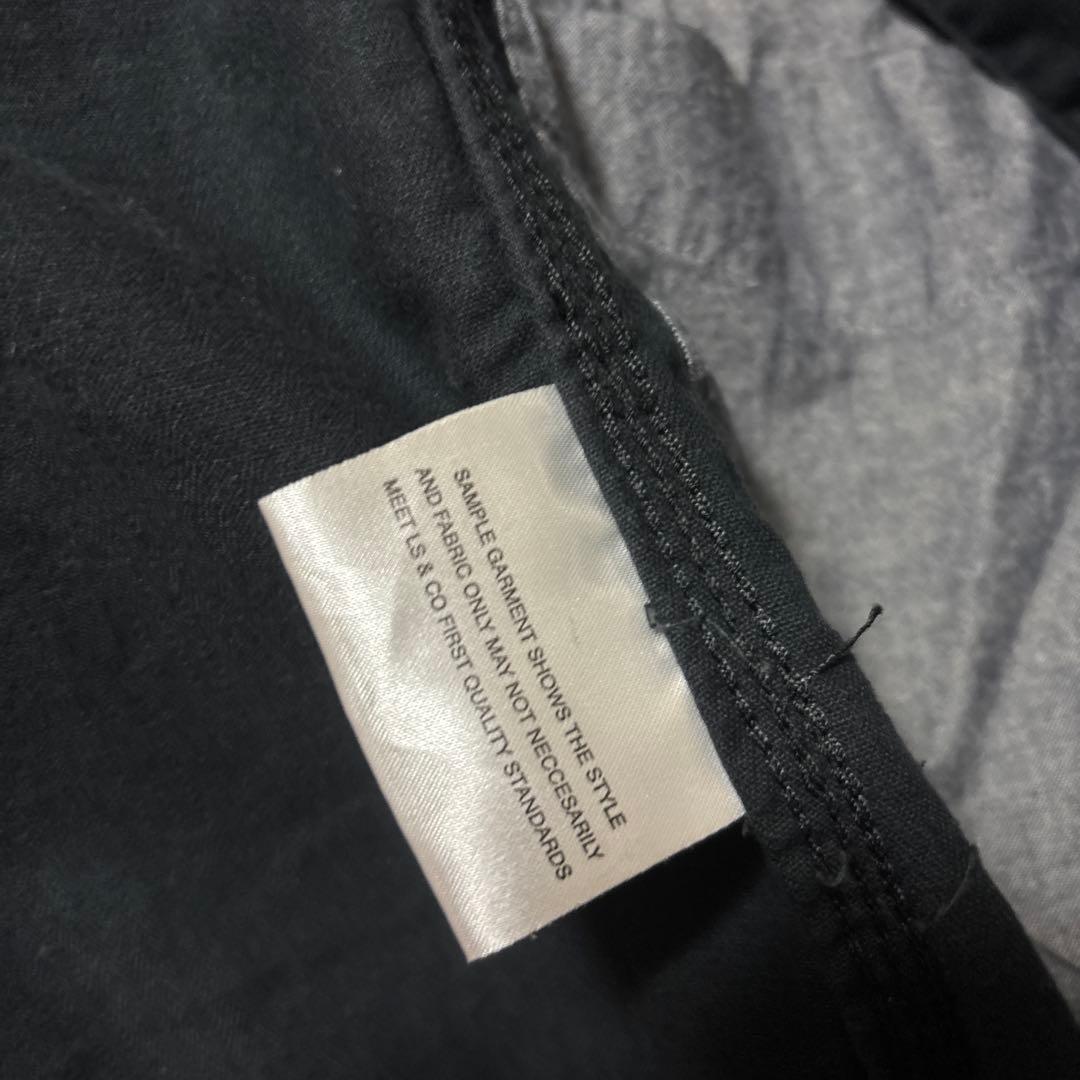 SAMPLE GARMENT SHOWS THE STYLE
AND FABRIC ONLY MAY NOT NECCESARILY
MEET LS & CO FIRST QUALITY STANDARDS